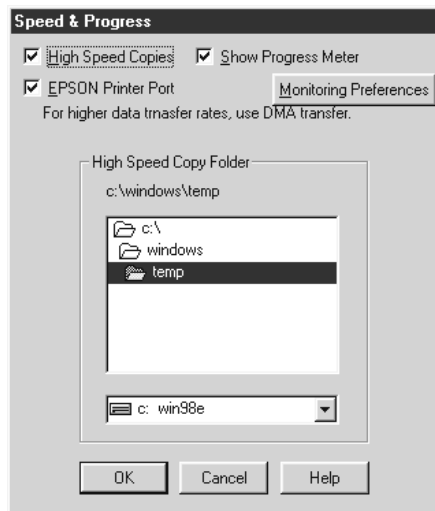 Speed & Progress
High Speed Copies Show Progress Meter
EPSON Printer Port Monitoring Preferences
For higher data trnasfer rates, use DMA transfer.
High Speed Copy Folder
c:\windows\temp
c:\
windows
temp
c: win98e
OK Cancel Help